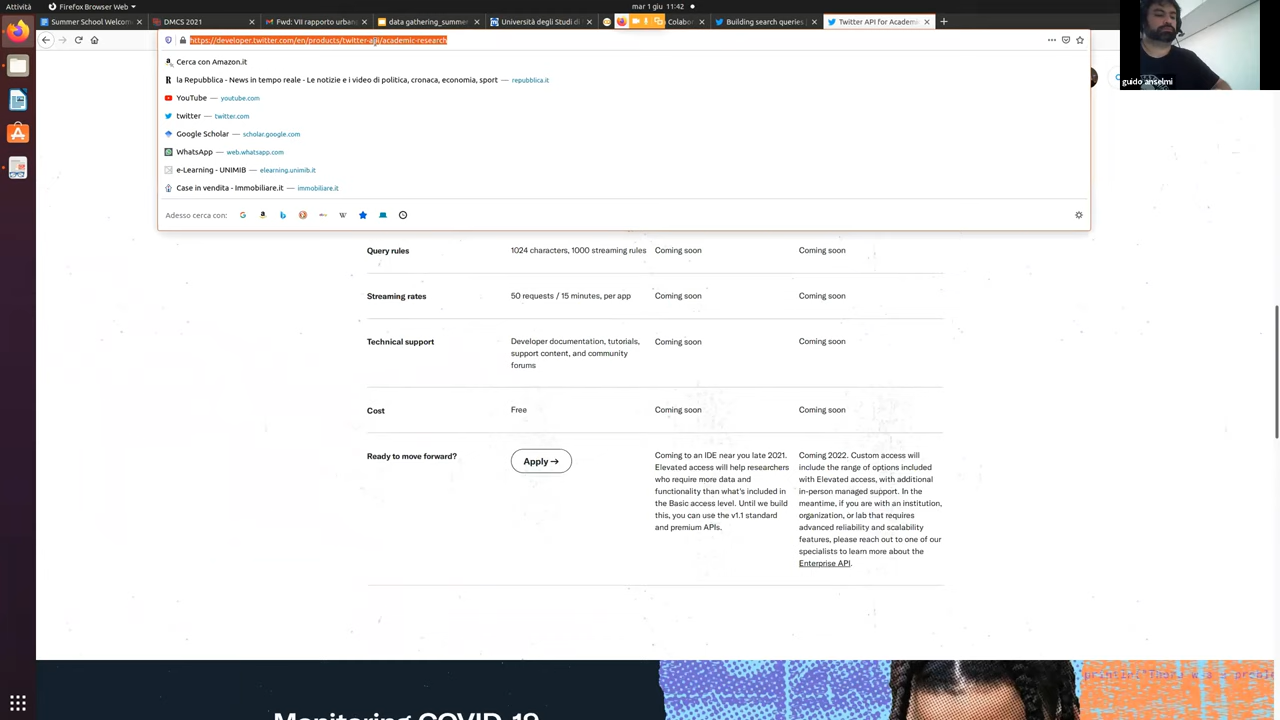 Attività
Firefox Browser Web
mar 1 giu 11:42
Summer School Welcome
DMCS 2021
Fwd: VII rapporto urban
data gathering_summer
Università degli Studi di
Colabor
Building search queries
Twitter API for Academi
https://developer.twitter.com/en/products/twitter-api/academic-research
guido anselmi
Cerca con Amazon.it
la Repubblica - News in tempo reale - Le notizie e i video di politica, cronaca, economia, sport — repubblica.it
YouTube — youtube.com
twitter — twitter.com
Google Scholar — scholar.google.com
WhatsApp — web.whatsapp.com
e-Learning - UNIMIB — elearning.unimib.it
Case in vendita - Immobiliare.it — immobiliare.it
Adesso cerca con:
Query rules
1024 characters, 1000 streaming rules
Coming soon
Coming soon
Streaming rates
50 requests / 15 minutes, per app
Coming soon
Coming soon
Technical support
Developer documentation, tutorials,
support content, and community
forums
Coming soon
Coming soon
Cost
Free
Coming soon
Coming soon
Ready to move forward?
Apply →
Coming to an IDE near you late 2021.
Elevated access will help researchers
who require more data and
functionality than what's included in
the Basic access level. Until we build
this, you can use the v1.1 standard
and premium APIs.
Coming 2022. Custom access will
include the range of options included
with Elevated access, with additional
in-person managed support. In the
meantime, if you are with an institution,
organization, or lab that requires
advanced reliability and scalability
features, please reach out to one of our
specialists to learn more about the
Enterprise API.
Monitoring COVID-19